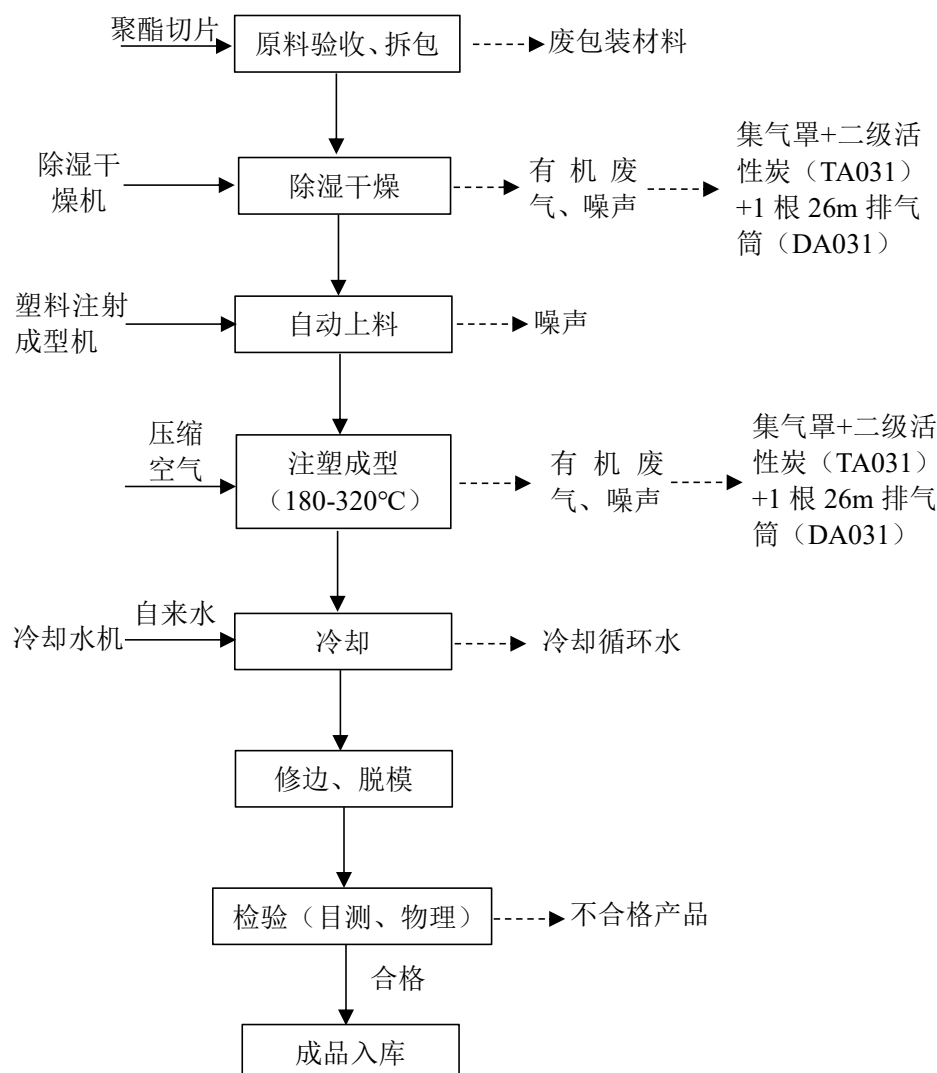 聚酯切片
原料验收、拆包
废包装材料
除湿干
燥机
除湿干燥
有机废
气、噪声
集气罩+二级活
性炭（TA031）
+1 根 26m 排气
筒（DA031）
塑料注射
成型机
自动上料
噪声
压缩
空气
注塑成型
（180-320℃）
有机废
气、噪声
集气罩+二级活
性炭（TA031）
+1 根 26m 排气
筒（DA031）
冷却水机
自来水
冷却
冷却循环水
修边、脱模
检验（目测、物理）
不合格产品
合格
成品入库